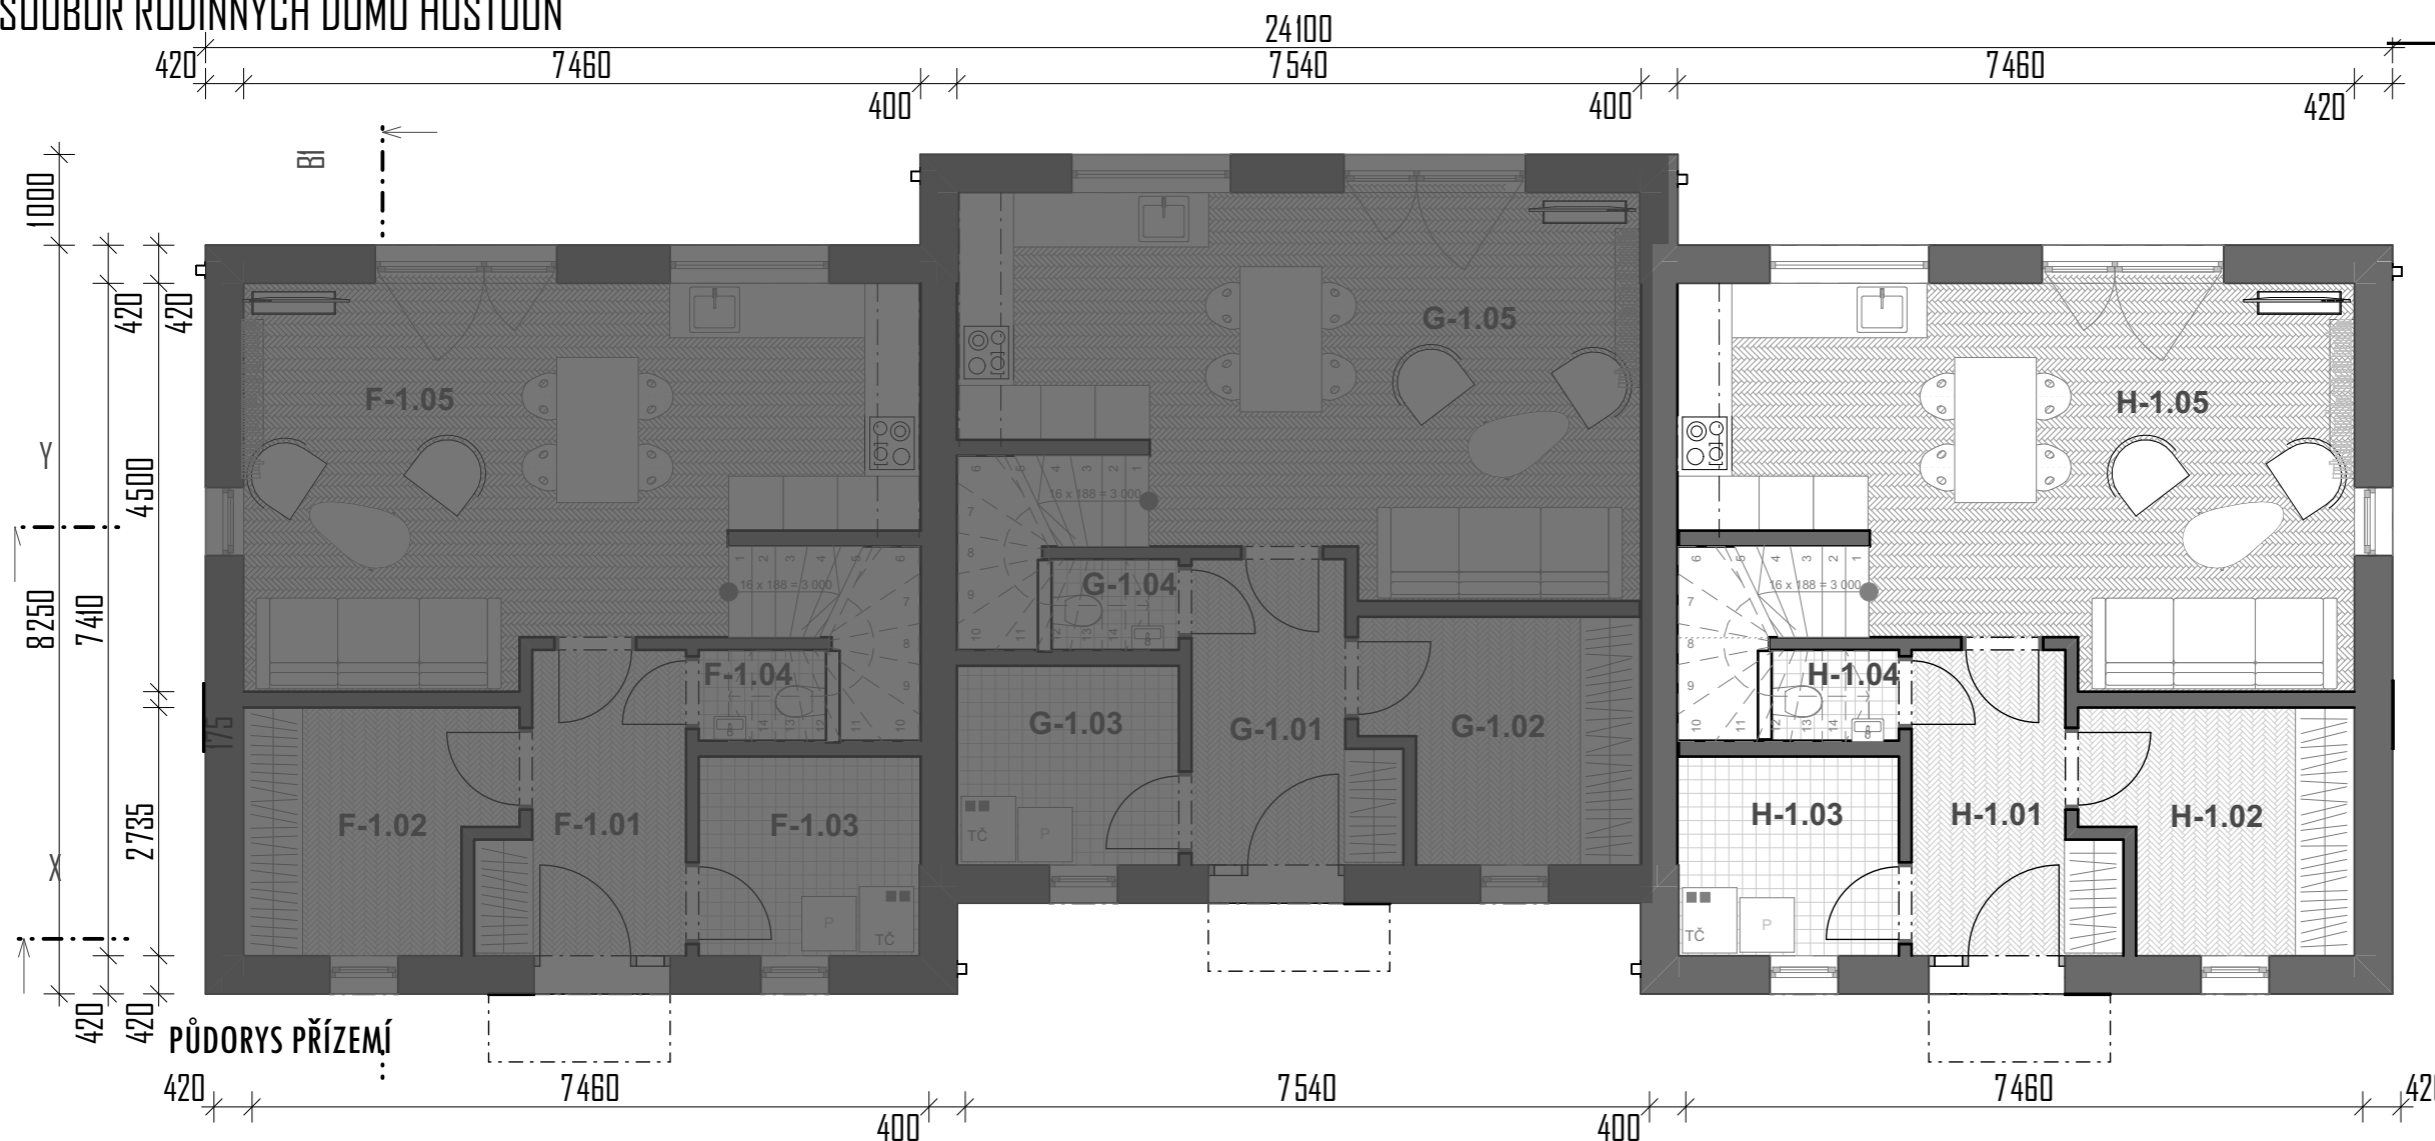 SOUBOR RODINNÝCH DOMŮ HOSTOUŇ
24100
420 7460 7540 7460
400 400 420
B1
1000
420 420
F-1.05 G-1.05 H-1.05
Y
4500
16 x 188 = 3 000
16 x 188 = 3 000
16 x 188 = 3 000
8250 7410
F-1.04 G-1.04 H-1.04
175
F-1.02 F-1.01 F-1.03
G-1.03 G-1.01 G-1.02
H-1.03 H-1.01 H-1.02
2735
X
P TČ
TČ P
TČ P
420 420
PŮDORYS PŘÍZEMÍ
420 7460 7540 7460 420
400 400